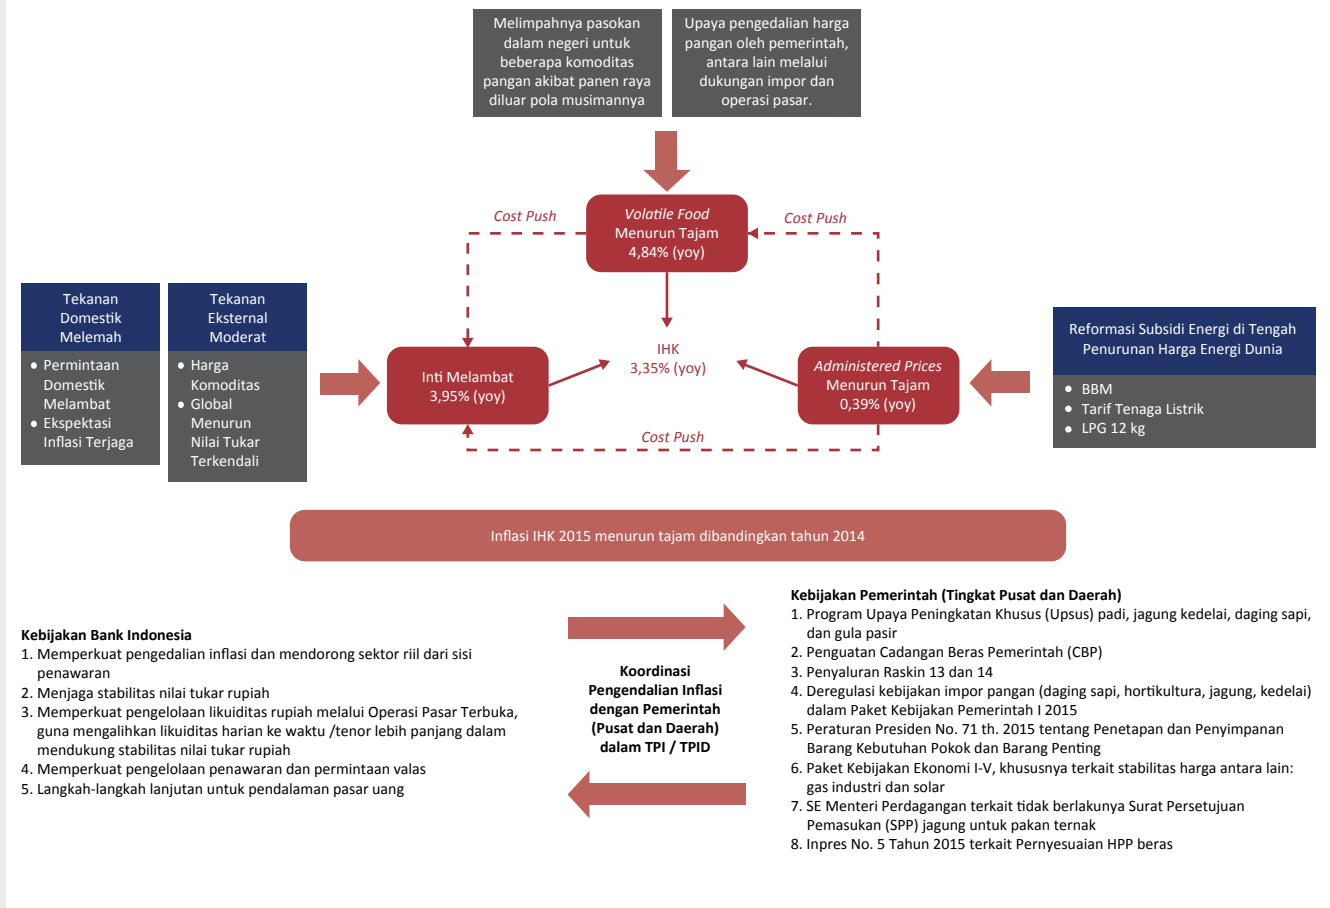 Melimpahnya pasokan
dalam negeri untuk
beberapa komoditas
pangan akibat panen raya
diluar pola musimannya
Upaya pengedalian harga
pangan oleh pemerintah,
antara lain melalui
dukungan impor dan
operasi pasar.
Cost Push
Volatile Food
Menurun Tajam
4,84% (yoy)
Cost Push
Tekanan
Domestik
Melemah
● Permintaan
Domestik
Melambat
● Ekspektasi
Inflasi Terjaga
Tekanan
Eksternal
Moderat
● Harga
Komoditas
● Global
Menurun
Nilai Tukar
Terkendali
Inti Melambat
3,95% (yoy)
IHK
3,35% (yoy)
Administered Prices
Menurun Tajam
0,39% (yoy)
Cost Push
Reformasi Subsidi Energi di Tengah
Penurunan Harga Energi Dunia
● BBM
● Tarif Tenaga Listrik
● LPG 12 kg
Inflasi IHK 2015 menurun tajam dibandingkan tahun 2014
Kebijakan Bank Indonesia
1. Memperkuat pengedalian inflasi dan mendorong sektor riil dari sisi
penawaran
2. Menjaga stabilitas nilai tukar rupiah
3. Memperkuat pengelolaan likuiditas rupiah melalui Operasi Pasar Terbuka,
guna mengalihkan likuiditas harian ke waktu /tenor lebih panjang dalam
mendukung stabilitas nilai tukar rupiah
4. Memperkuat pengelolaan penawaran dan permintaan valas
5. Langkah-langkah lanjutan untuk pendalaman pasar uang
Koordinasi
Pengendalian Inflasi
dengan Pemerintah
(Pusat dan Daerah)
dalam TPI / TPID
Kebijakan Pemerintah (Tingkat Pusat dan Daerah)
1. Program Upaya Peningkatan Khusus (Upsus) padi, jagung kedelai, daging sapi,
dan gula pasir
2. Penguatan Cadangan Beras Pemerintah (CBP)
3. Penyaluran Raskin 13 dan 14
4. Deregulasi kebijakan impor pangan (daging sapi, hortikultura, jagung, kedelai)
dalam Paket Kebijakan Pemerintah I 2015
5. Peraturan Presiden No. 71 th. 2015 tentang Penetapan dan Penyimpanan
Barang Kebutuhan Pokok dan Barang Penting
6. Paket Kebijakan Ekonomi I-V, khususnya terkait stabilitas harga antara lain:
gas industri dan solar
7. SE Menteri Perdagangan terkait tidak berlakunya Surat Persetujuan
Pemasukan (SPP) jagung untuk pakan ternak
8. Inpres No. 5 Tahun 2015 terkait Pernyesuaian HPP beras